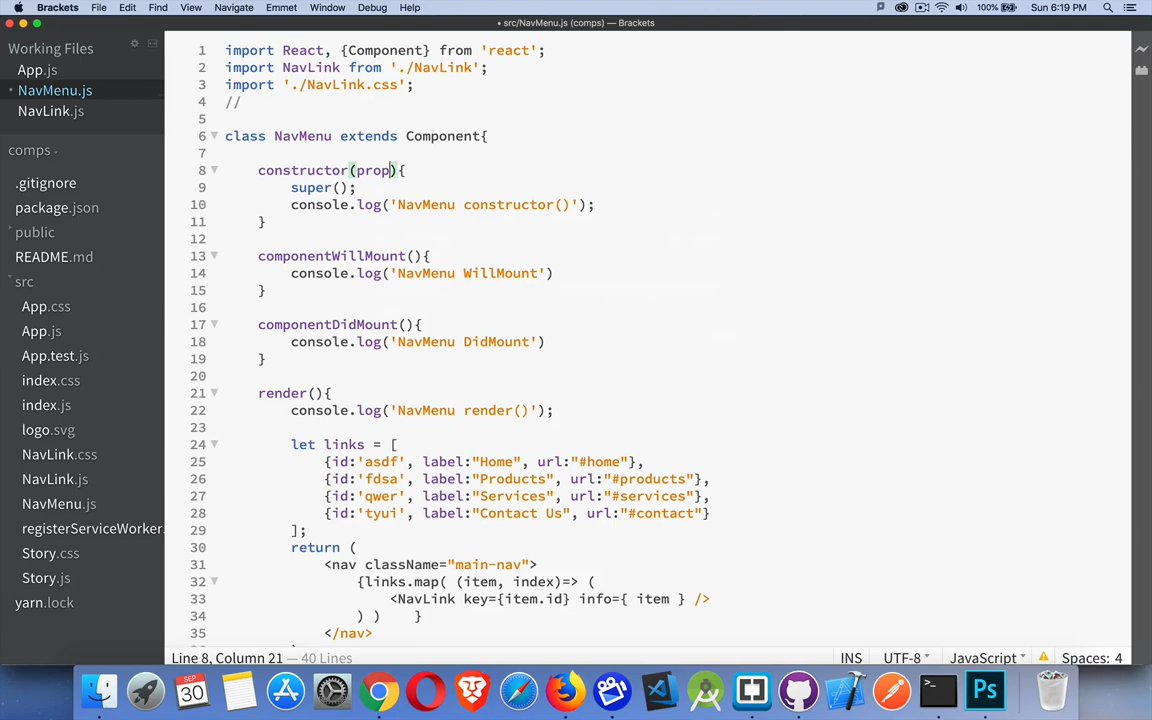 Brackets File Edit Find View Navigate Emmet Window Debug Help 100% Sun 6:19 PM
• src/NavMenu.js (comps) — Brackets
Working Files
App.js
• NavMenu.js
NavLink.js
comps
.gitignore
package.json
public
README.md
src
App.css
App.js
App.test.js
index.css
index.js
logo.svg
NavLink.css
NavLink.js
NavMenu.js
registerServiceWorker.
Story.css
Story.js
yarn.lock
1 import React, {Component} from 'react';
2 import NavLink from './NavLink';
3 import './NavLink.css';
4 //
5
6 class NavMenu extends Component{
7
8 constructor(prop){
9 super();
10 console.log('NavMenu constructor()');
11 }
12
13 componentWillMount(){
14 console.log('NavMenu WillMount')
15 }
16
17 componentDidMount(){
18 console.log('NavMenu DidMount')
19 }
20
21 render(){
22 console.log('NavMenu render()');
23
24 let links = [
25 {id:'asdf', label:"Home", url:"#home"},
26 {id:'fdsa', label:"Products", url:"#products"},
27 {id:'qwer', label:"Services", url:"#services"},
28 {id:'tyui', label:"Contact Us", url:"#contact"}
29 ];
30 return (
31 <nav className="main-nav">
32 {links.map( (item, index)=> (
33 <NavLink key={item.id} info={ item } />
34 ) ) }
35 </nav>
Line 8, Column 21 — 40 Lines
INS UTF-8 JavaScript Spaces: 4
SEP
30
Ps